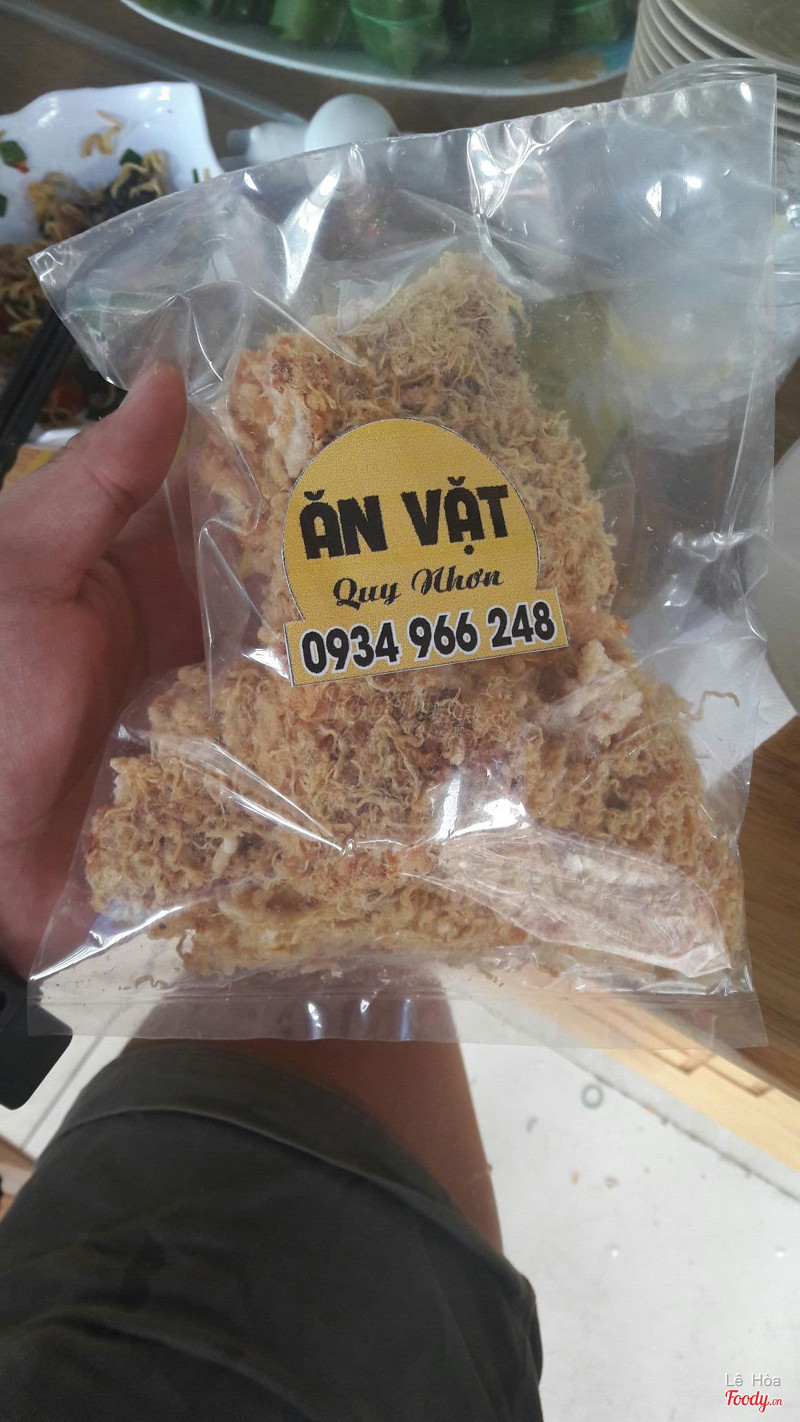 ĂN VẶT
Quy Nhơn
0934 966 248
Lê Hòa
Foody.vn